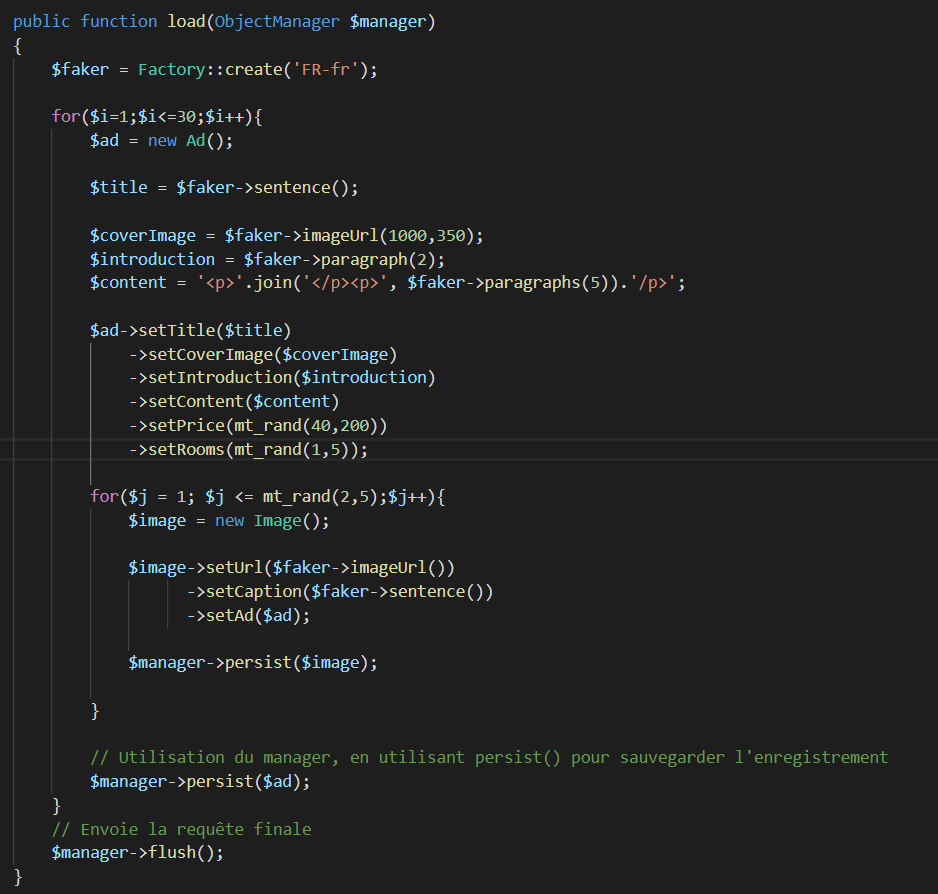 public function load(ObjectManager $manager)
{
    $faker = Factory::create('FR-fr');

    for($i=1;$i<=30;$i++){
        $ad = new Ad();

        $title = $faker->sentence();

        $coverImage = $faker->imageUrl(1000,350);
        $introduction = $faker->paragraph(2);
        $content = '<p>'.join('</p><p>', $faker->paragraphs(5)).'/p>';

        $ad->setTitle($title)
            ->setCoverImage($coverImage)
            ->setIntroduction($introduction)
            ->setContent($content)
            ->setPrice(mt_rand(40,200))
            ->setRooms(mt_rand(1,5));

        for($j = 1; $j <= mt_rand(2,5);$j++){
            $image = new Image();

            $image->setUrl($faker->imageUrl())
                  ->setCaption($faker->sentence())
                  ->setAd($ad);

            $manager->persist($image);

        }

        // Utilisation du manager, en utilisant persist() pour sauvegarder l'enregistrement
        $manager->persist($ad);
    }
    // Envoie la requête finale
    $manager->flush();
}